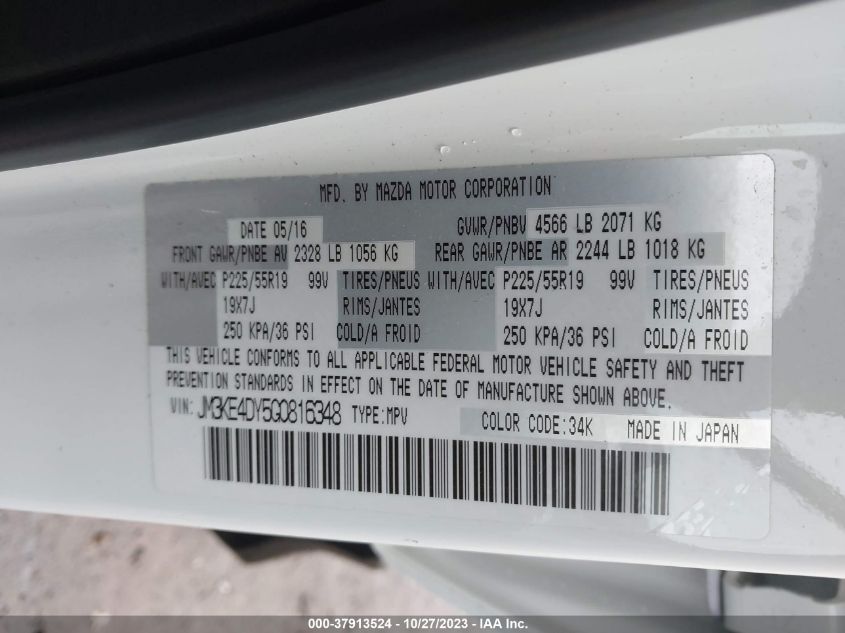 MFD. BY MAZDA MOTOR CORPORATION
DATE 05/16 GVWR/PNBV 4566 LB 2071 KG
FRONT GAWR/PNBE AV 2328 LB 1056 KG REAR GAWR/PNBE AR 2244 LB 1018 KG
WITH/AVEC P225/55R19 99V TIRES/PNEUS WITH/AVEC P225/55R19 99V TIRES/PNEUS
19X7J RIMS/JANTES 19X7J RIMS/JANTES
250 KPA/36 PSI COLD/A FROID 250 KPA/36 PSI COLD/A FROID
THIS VEHICLE CONFORMS TO ALL APPLICABLE FEDERAL MOTOR VEHICLE SAFETY AND THEFT
PREVENTION STANDARDS IN EFFECT ON THE DATE OF MANUFACTURE SHOWN ABOVE.
VIN: JM3KE4DY5G0816348 TYPE:MPV COLOR CODE:34K MADE IN JAPAN
000-37913524 - 10/27/2023 - IAA Inc.